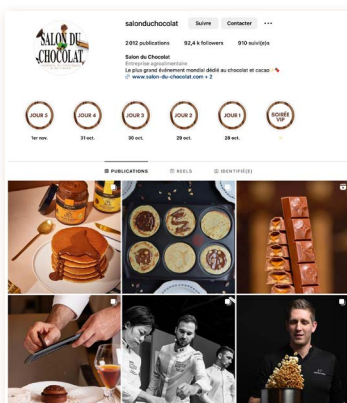 SALON DU
CHOCOLAT
salonduchocolat
Suivre
Contacter
2 012 publications 92,4 k followers 910 suivi(e)s
Salon du Chocolat
Entreprise agroalimentaire
Le plus grand événement mondial dédié au chocolat et cacao
www.salon-du-chocolat.com + 2
JOUR 5
JOUR 4
JOUR 3
JOUR 2
JOUR 1
SOIRÉE
VIP
1er nov.
31 oct.
30 oct.
29 oct.
28 oct.
PUBLICATIONS
REELS
IDENTIFIÉ(E)